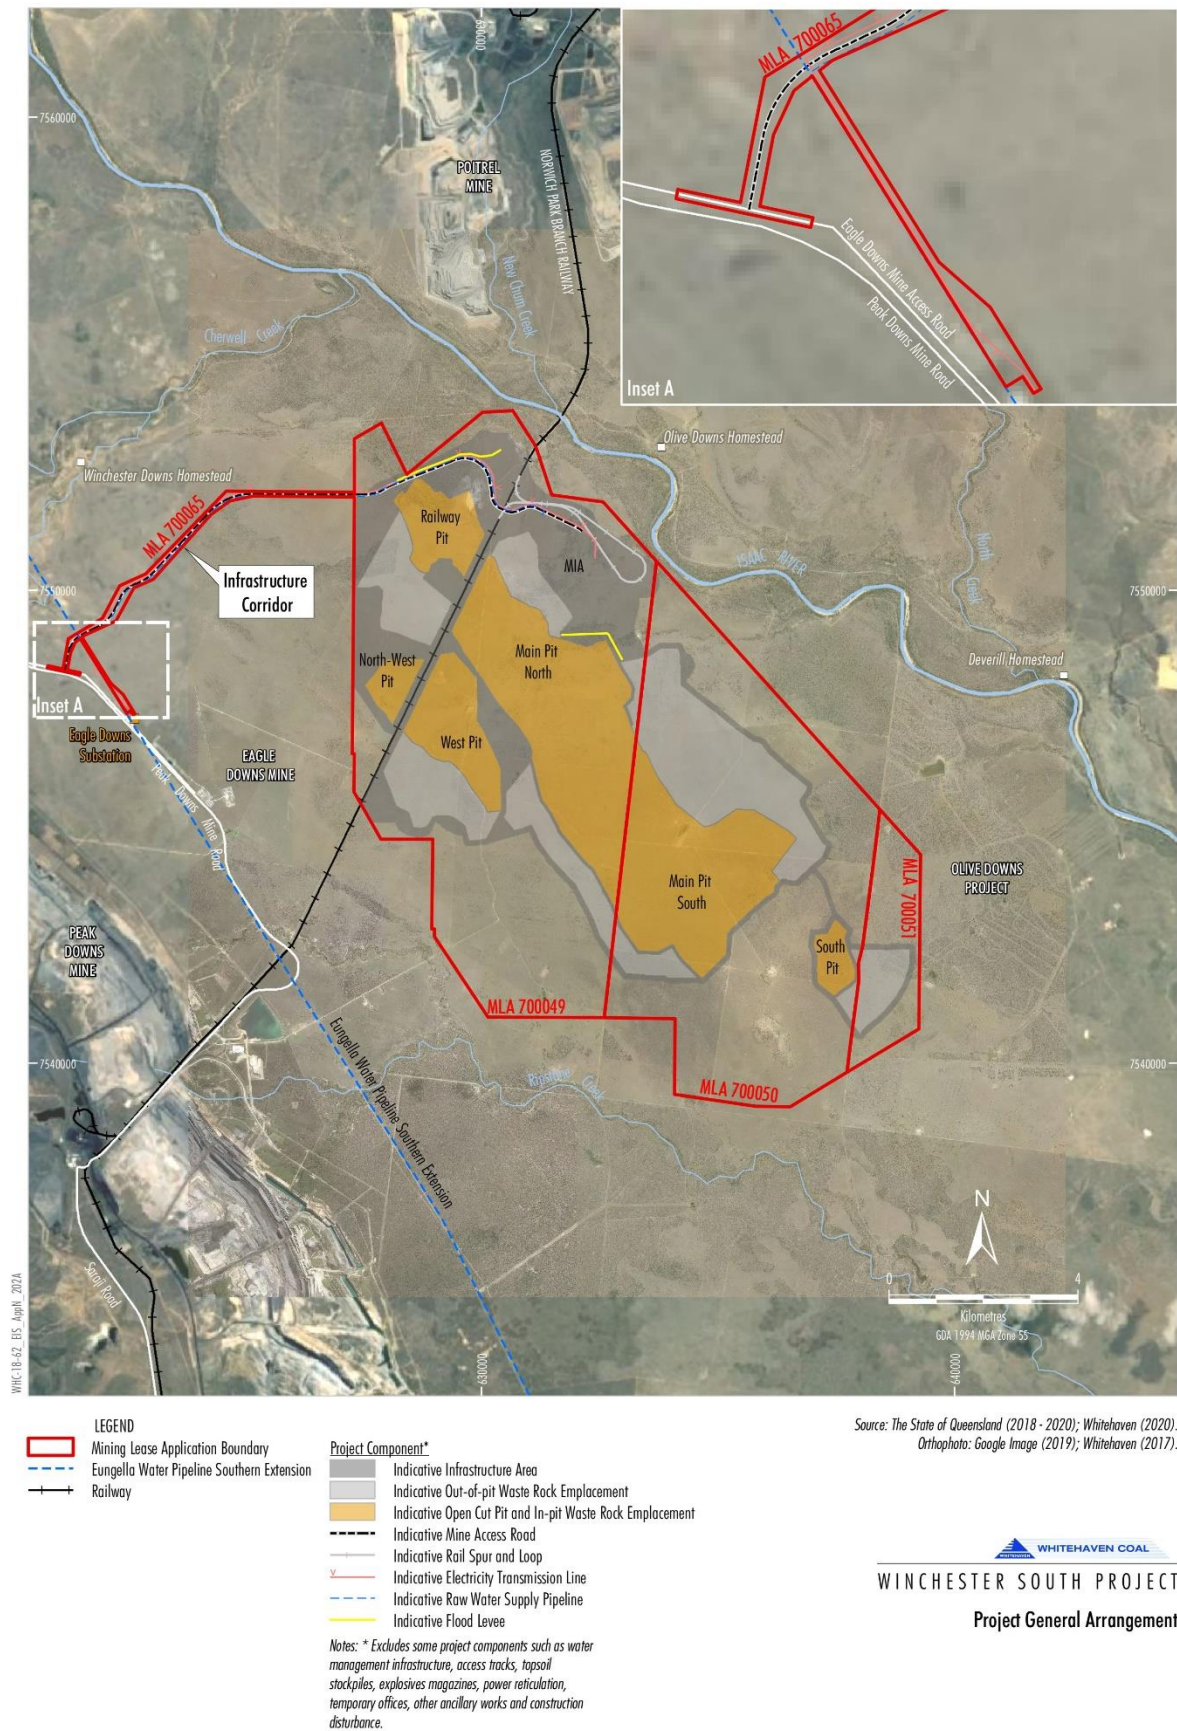 630000
7560000
POITREL
MINE
NORWICH PARK BRANCH RAILWAY
New Chum Creek
Cherwell Creek
MLA 700065
Eagle Downs Mine Access Road
Peak Downs Mine Road
Inset A
Winchester Downs Homestead
Olive Downs Homestead
MLA 700065
Railway
Pit
Infrastructure
Corridor
MIA
ISAAC RIVER
North Creek
7550000
7550000
Main Pit
North
North-West
Pit
Deverill Homestead
Inset A
Eagle Downs
Substation
West Pit
EAGLE
DOWNS MINE
Peak Downs Mine Road
MLA 700051
OLIVE DOWNS
PROJECT
Main Pit
South
PEAK
DOWNS
MINE
South
Pit
MLA 700049
Eungella Water Pipeline Southern Extension
7540000
7540000
Ripstone Creek
MLA 700050
N
Saraji Road
0 4
Kilometres
GDA 1994 MGA Zone 55
630000
640000
WHC-18-62_EIS_AppN_202A
LEGEND
Mining Lease Application Boundary
Eungella Water Pipeline Southern Extension
Railway
Project Component*
Indicative Infrastructure Area
Indicative Out-of-pit Waste Rock Emplacement
Indicative Open Cut Pit and In-pit Waste Rock Emplacement
Indicative Mine Access Road
Indicative Rail Spur and Loop
Indicative Electricity Transmission Line
Indicative Raw Water Supply Pipeline
Indicative Flood Levee
Notes: * Excludes some project components such as water
management infrastructure, access tracks, topsoil
stockpiles, explosives magazines, power reticulation,
temporary offices, other ancillary works and construction
disturbance.
Source: The State of Queensland (2018 - 2020); Whitehaven (2020).
Orthophoto: Google Image (2019); Whitehaven (2017).
WHITEHAVEN
WHITEHAVEN COAL
WINCHESTER SOUTH PROJECT
Project General Arrangement